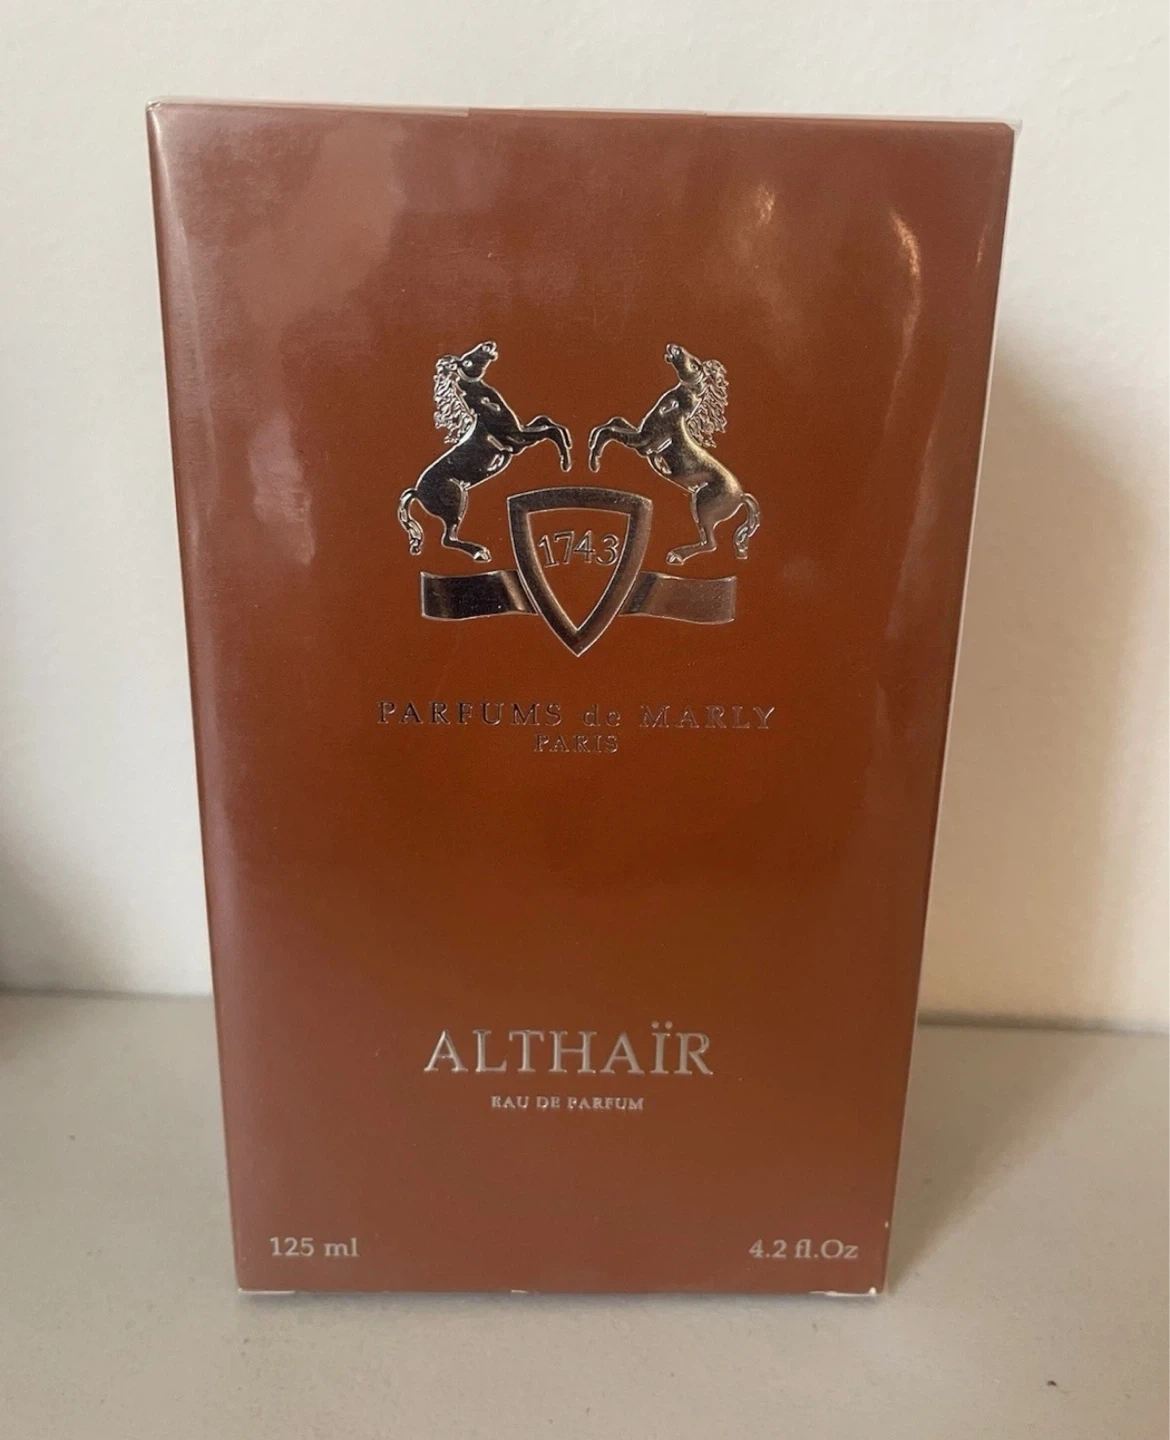 1743
PARFUMS de MARLY
PARIS
ALTHAÏR
EAU DE PARFUM
125 ml
4.2 fl.Oz